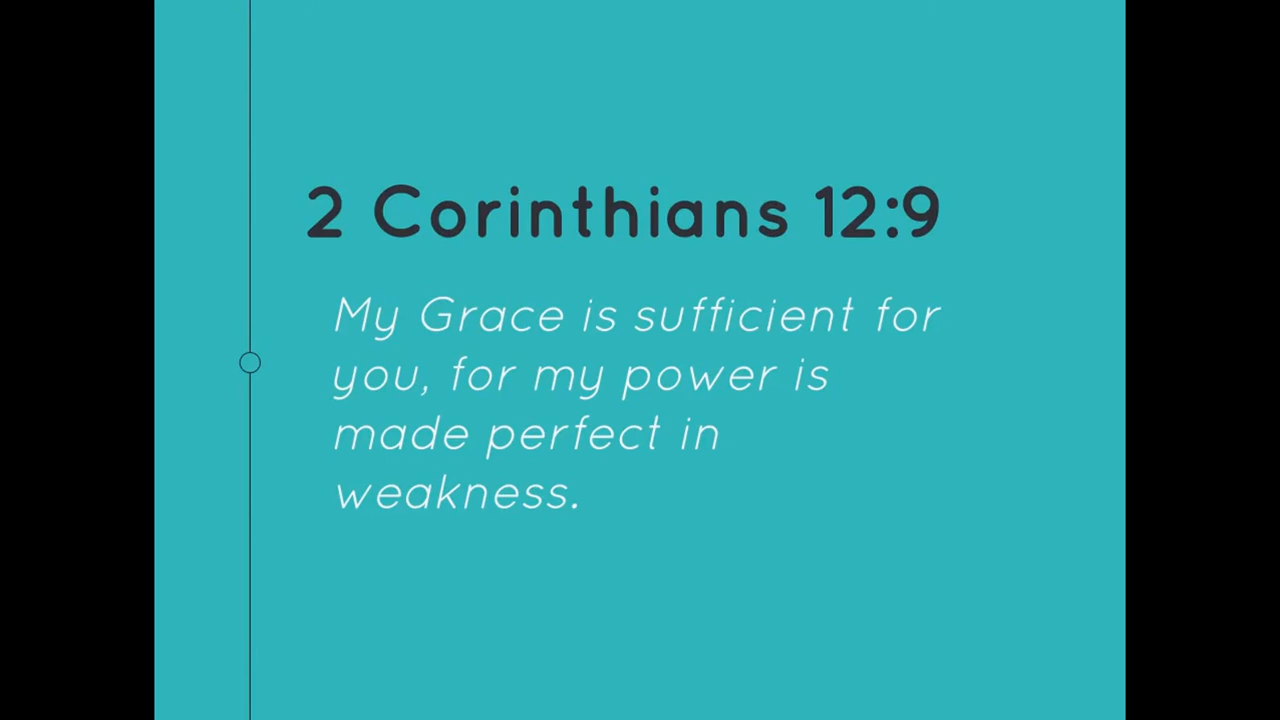 2 Corinthians 12:9
My Grace is sufficient for
you, for my power is
made perfect in
weakness.